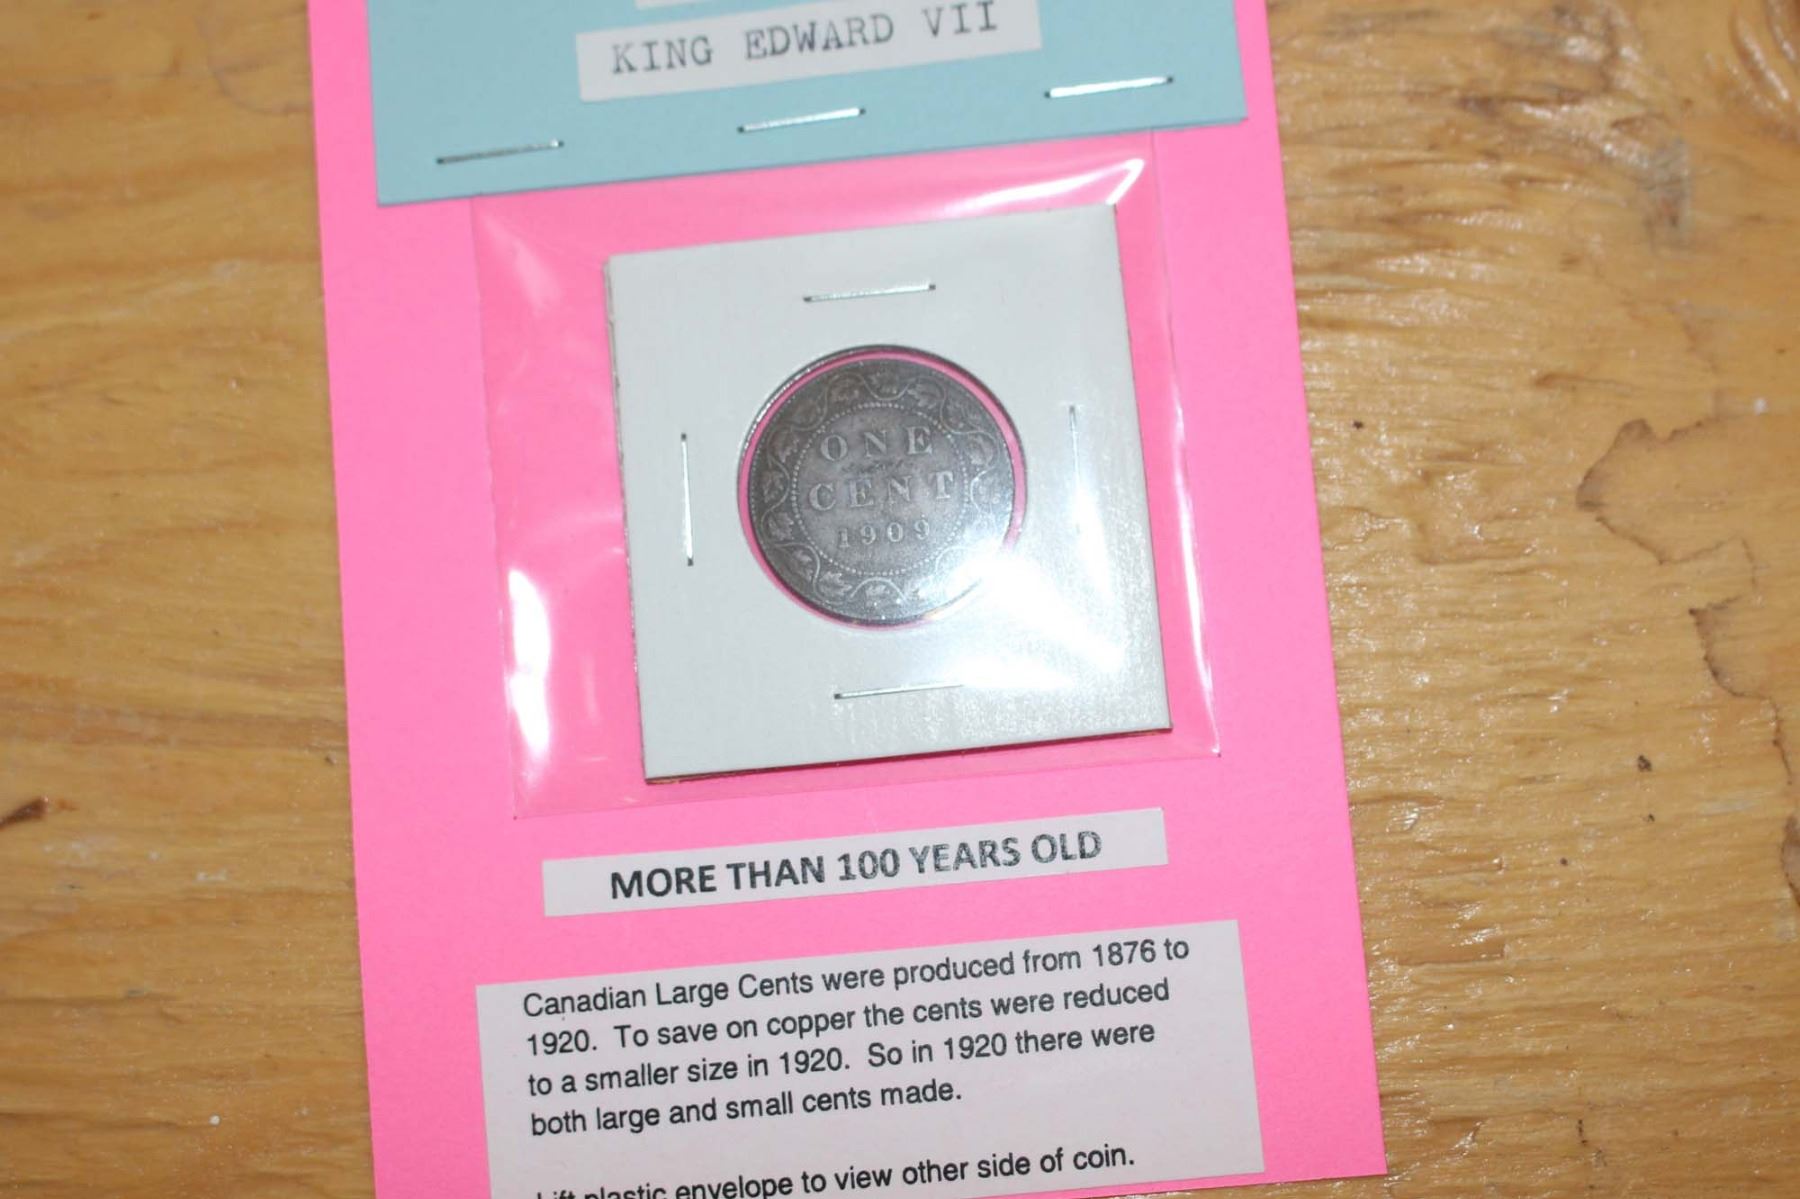 KING EDWARD VII
ONE
CENT
1909
MORE THAN 100 YEARS OLD
Canadian Large Cents were produced from 1876 to
1920. To save on copper the cents were reduced
to a smaller size in 1920. So in 1920 there were
both large and small cents made.
Lift plastic envelope to view other side of coin.